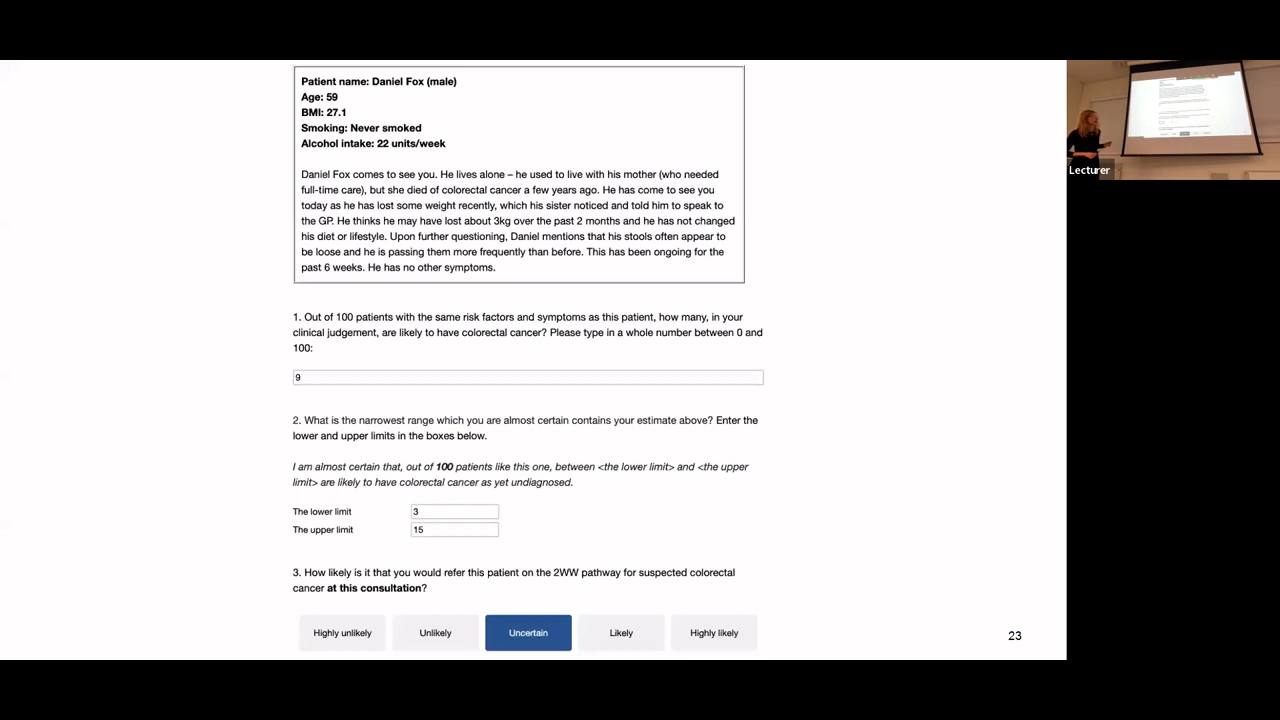 Patient name: Daniel Fox (male)
Age: 59
BMI: 27.1
Smoking: Never smoked
Alcohol intake: 22 units/week
Daniel Fox comes to see you. He lives alone – he used to live with his mother (who needed
full-time care), but she died of colorectal cancer a few years ago. He has come to see you
today as he has lost some weight recently, which his sister noticed and told him to speak to
the GP. He thinks he may have lost about 3kg over the past 2 months and he has not changed
his diet or lifestyle. Upon further questioning, Daniel mentions that his stools often appear to
be loose and he is passing them more frequently than before. This has been ongoing for the
past 6 weeks. He has no other symptoms.
1. Out of 100 patients with the same risk factors and symptoms as this patient, how many, in your
clinical judgement, are likely to have colorectal cancer? Please type in a whole number between 0 and
100:
9
2. What is the narrowest range which you are almost certain contains your estimate above? Enter the
lower and upper limits in the boxes below.
I am almost certain that, out of 100 patients like this one, between <the lower limit> and <the upper
limit> are likely to have colorectal cancer as yet undiagnosed.
The lower limit 3
The upper limit 15
3. How likely is it that you would refer this patient on the 2WW pathway for suspected colorectal
cancer at this consultation?
Highly unlikely Unlikely Uncertain Likely Highly likely
23
Lecturer